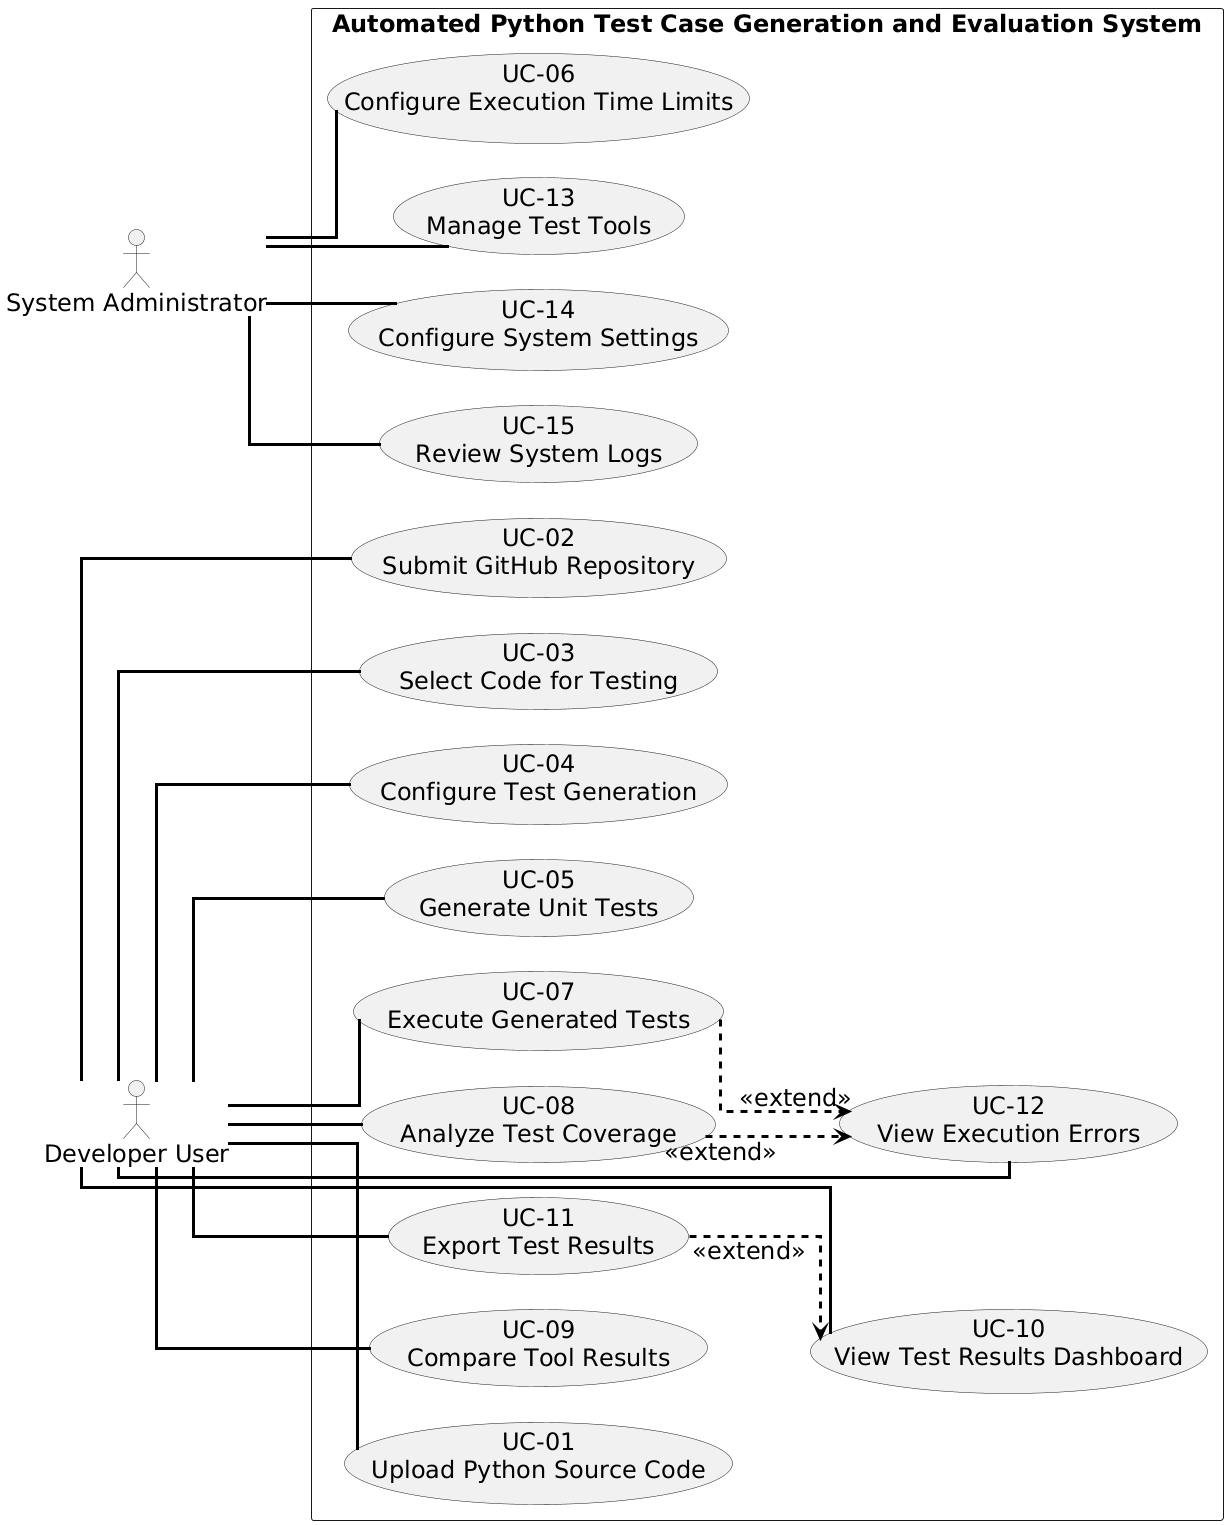 Automated Python Test Case Generation and Evaluation System
UC-06
Configure Execution Time Limits
UC-13
Manage Test Tools
System Administrator
UC-14
Configure System Settings
UC-15
Review System Logs
UC-02
Submit GitHub Repository
UC-03
Select Code for Testing
UC-04
Configure Test Generation
UC-05
Generate Unit Tests
UC-07
Execute Generated Tests
«extend»
UC-08
Analyze Test Coverage
«extend»
UC-12
View Execution Errors
Developer User
UC-11
Export Test Results
«extend»
UC-09
Compare Tool Results
UC-10
View Test Results Dashboard
UC-01
Upload Python Source Code